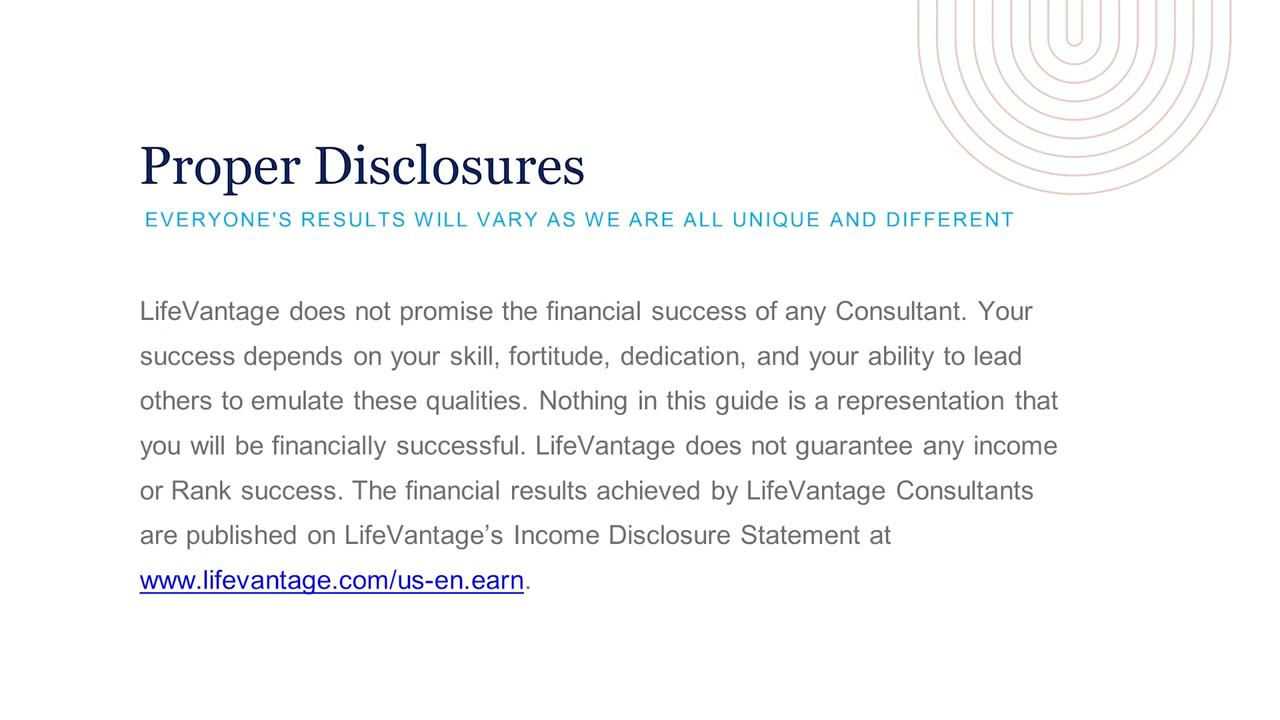 Proper Disclosures
EVERYONE'S RESULTS WILL VARY AS WE ARE ALL UNIQUE AND DIFFERENT
LifeVantage does not promise the financial success of any Consultant. Your
success depends on your skill, fortitude, dedication, and your ability to lead
others to emulate these qualities. Nothing in this guide is a representation that
you will be financially successful. LifeVantage does not guarantee any income
or Rank success. The financial results achieved by LifeVantage Consultants
are published on LifeVantage’s Income Disclosure Statement at
www.lifevantage.com/us-en.earn.